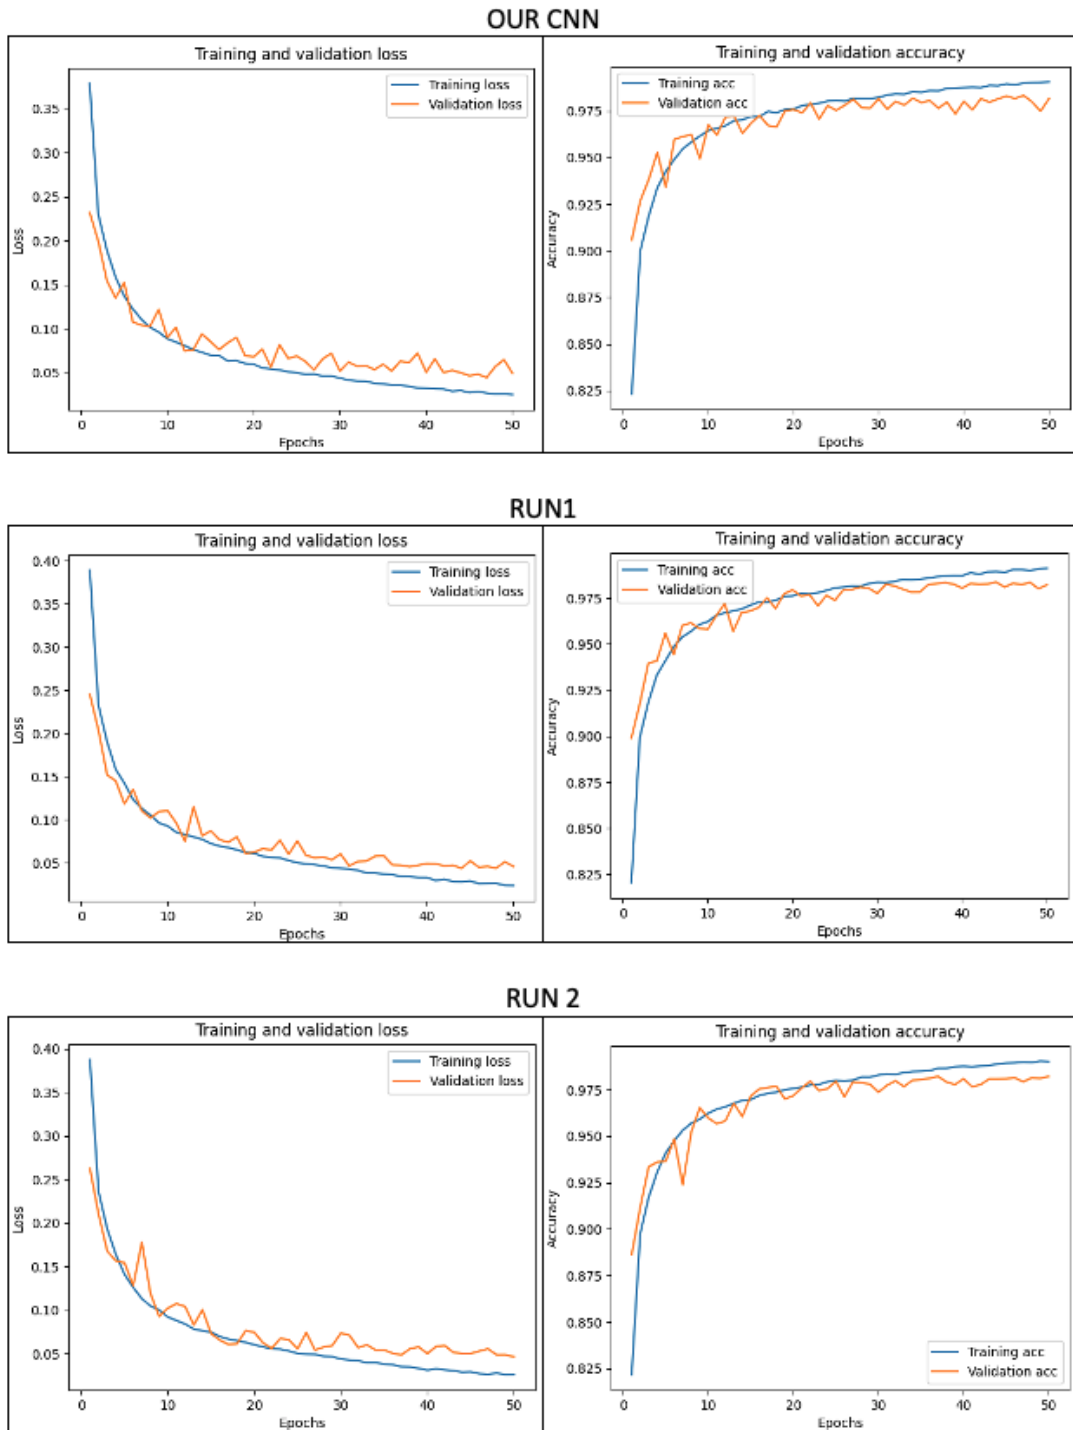 OUR CNN
Training and validation loss
Training loss
Validation loss
0.35
0.30
0.25
0.20
0.15
0.10
0.05
Loss
0
10
20
30
40
50
Epochs
Training and validation accuracy
Training acc
Validation acc
0.975
0.950
0.925
0.900
0.875
0.850
0.825
Accuracy
0
10
20
30
40
50
Epochs
RUN1
Training and validation loss
Training loss
Validation loss
0.40
0.35
0.30
0.25
0.20
0.15
0.10
0.05
Loss
0
10
20
30
40
50
Epochs
Training and validation accuracy
Training acc
Validation acc
0.975
0.950
0.925
0.900
0.875
0.850
0.825
Accuracy
0
10
20
30
40
50
Epochs
RUN 2
Training and validation loss
Training loss
Validation loss
0.40
0.35
0.30
0.25
0.20
0.15
0.10
0.05
Loss
0
10
20
30
40
50
Epochs
Training and validation accuracy
0.975
0.950
0.925
0.900
0.875
0.850
0.825
Accuracy
Training acc
Validation acc
0
10
20
30
40
50
Epochs